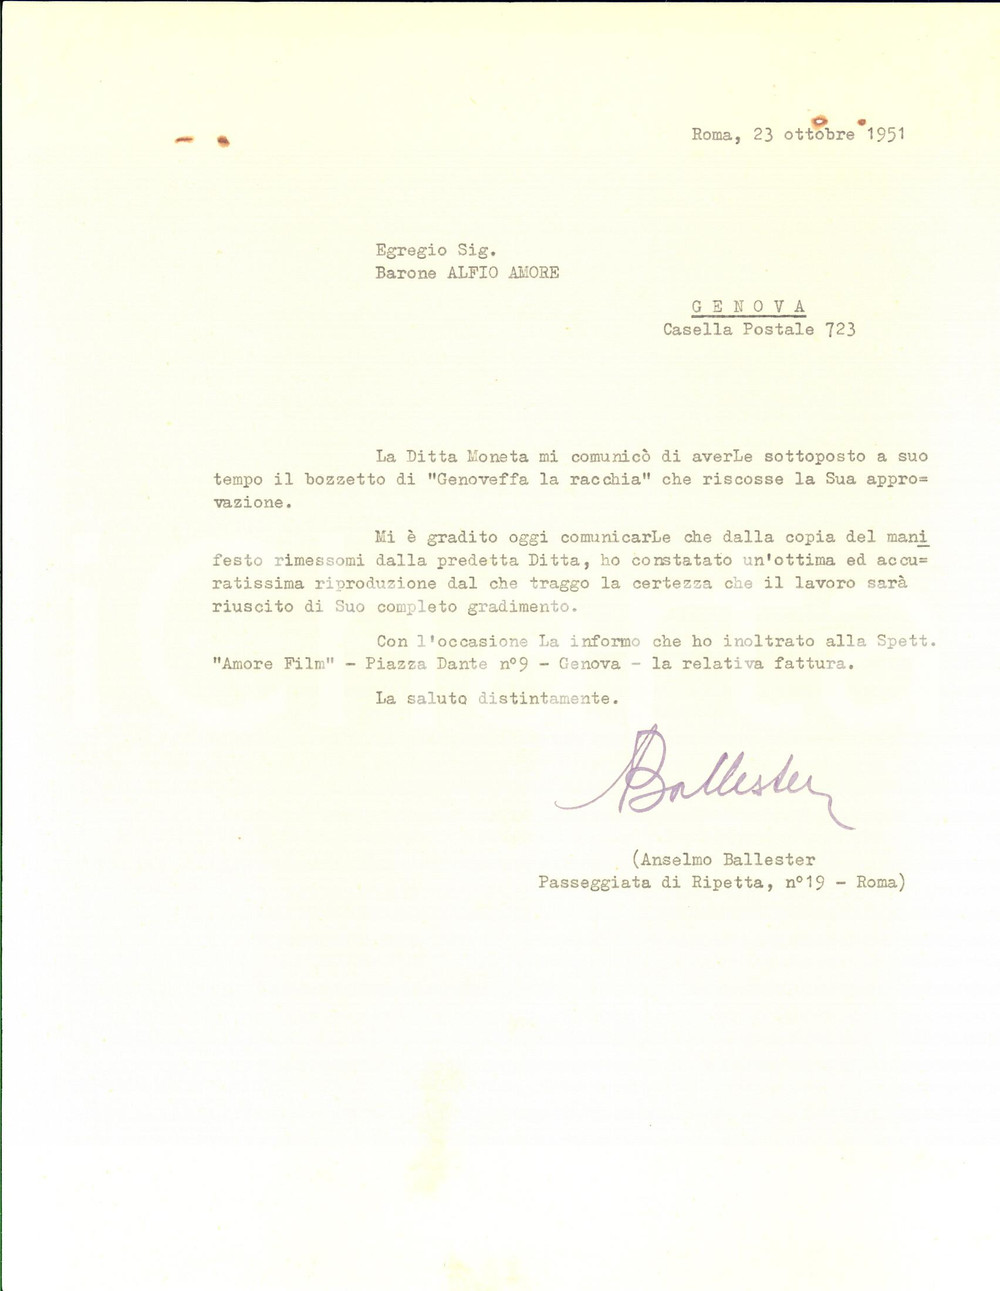 Roma, 23 ottobre 1951
Egregio Sig.
Barone ALFIO AMORE
G E N O V A
Casella Postale 723
La Ditta Moneta mi comunicò di averLe sottoposto a suo
tempo il bozzetto di "Genoveffa la racchia" che riscosse la Sua appro=
vazione.
Mi è gradito oggi comunicarLe che dalla copia del mani
festo rimessomi dalla predetta Ditta, ho constatato un'ottima ed accu=
ratissima riproduzione dal che traggo la certezza che il lavoro sarà
riuscito di Suo completo gradimento.
Con l'occasione La informo che ho inoltrato alla Spett.
"Amore Film" - Piazza Dante n°9 - Genova - la relativa fattura.
La saluto distintamente.
ABallester
(Anselmo Ballester
Passeggiata di Ripetta, n°19 - Roma)